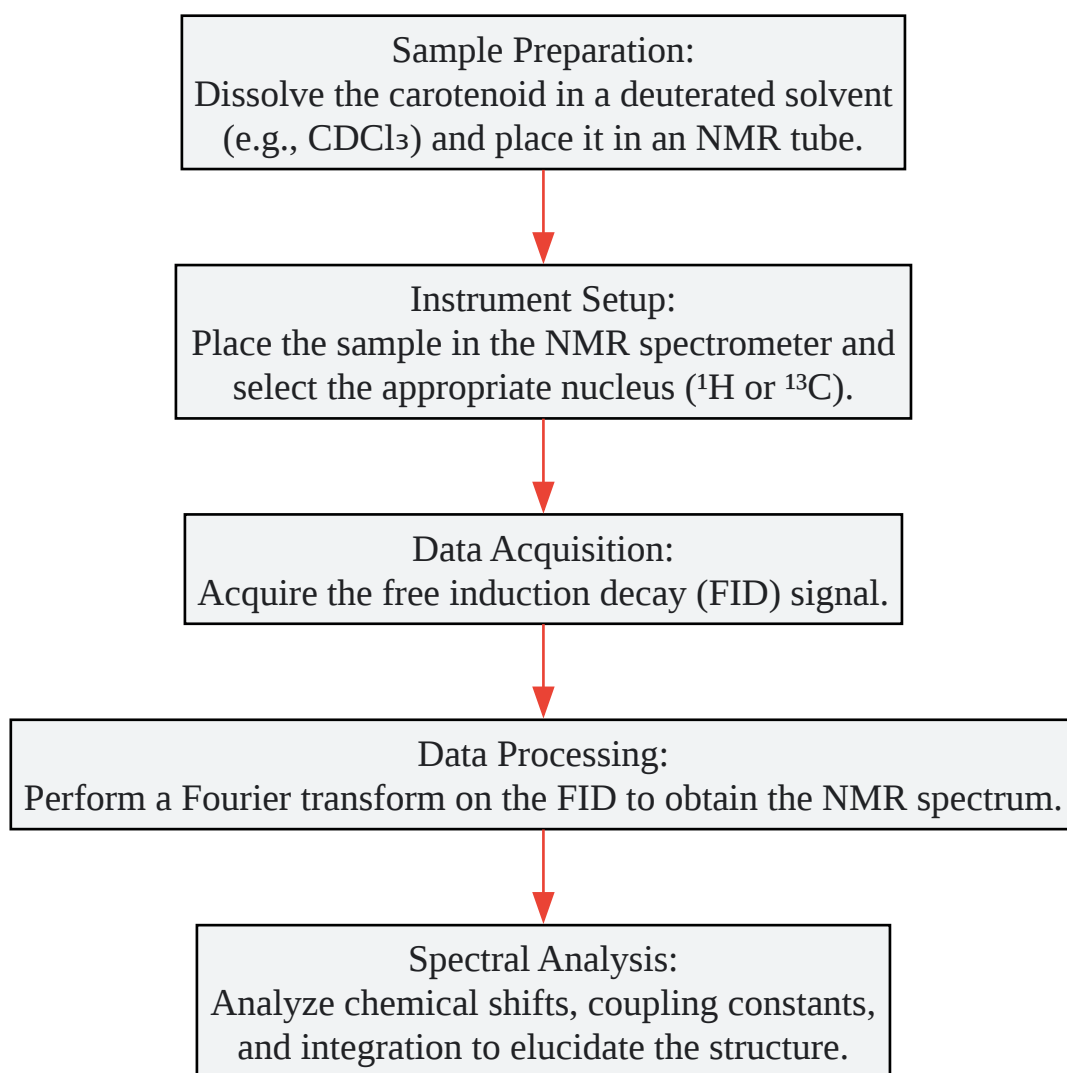 Sample Preparation:
Dissolve the carotenoid in a deuterated solvent
(e.g., CDCl₃) and place it in an NMR tube.
Instrument Setup:
Place the sample in the NMR spectrometer and
select the appropriate nucleus (¹H or ¹³C).
Data Acquisition:
Acquire the free induction decay (FID) signal.
Data Processing:
Perform a Fourier transform on the FID to obtain the NMR spectrum.
Spectral Analysis:
Analyze chemical shifts, coupling constants,
and integration to elucidate the structure.